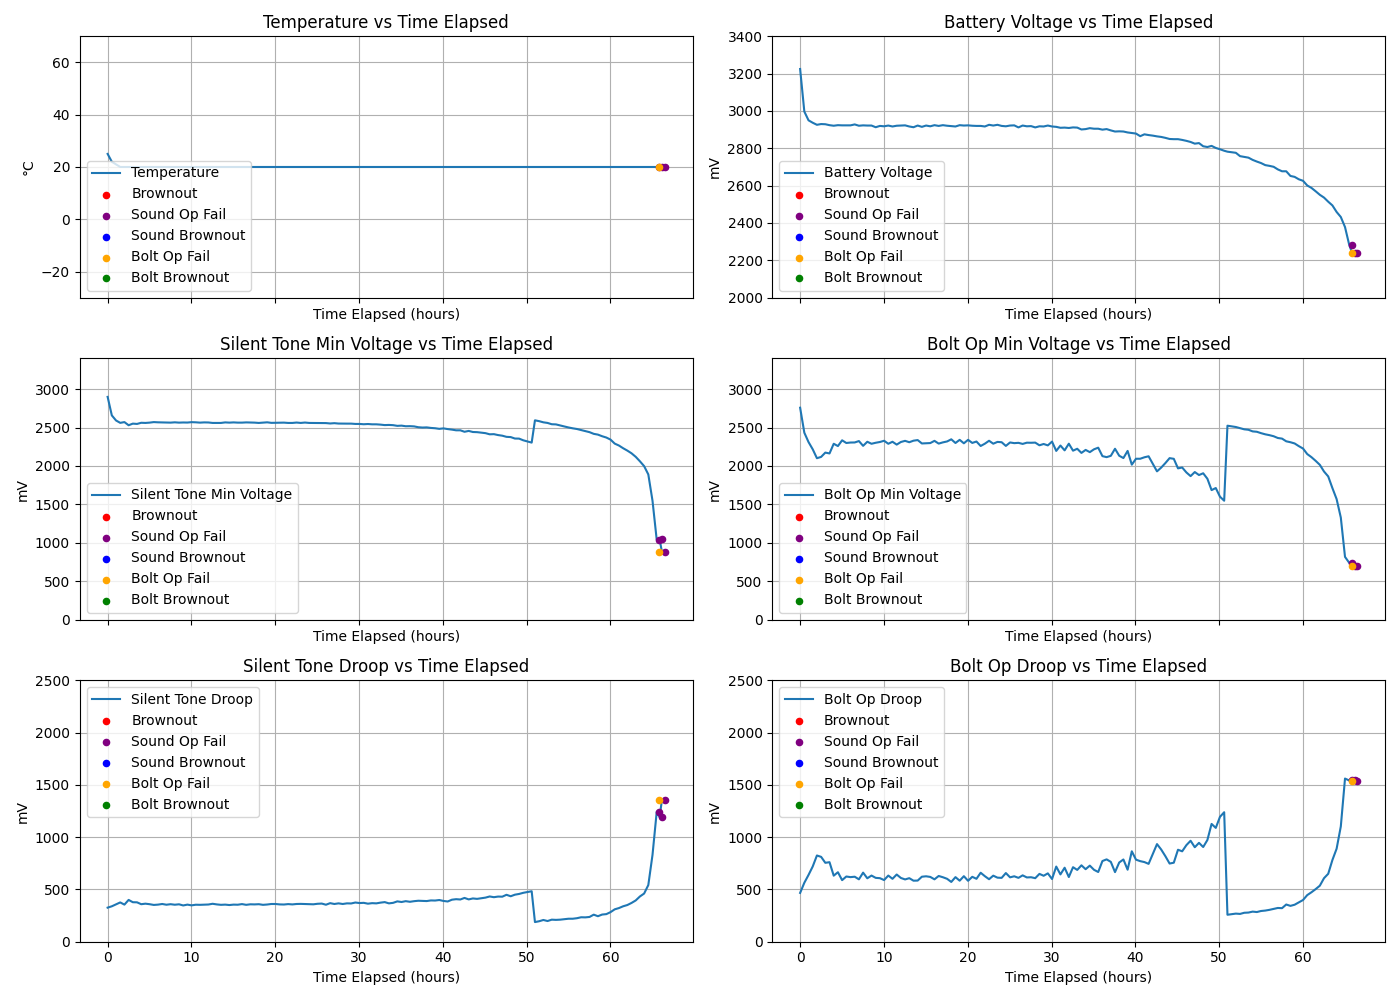 Temperature vs Time Elapsed
60
40
20
0
−20
°C
Temperature
Brownout
Sound Op Fail
Sound Brownout
Bolt Op Fail
Bolt Brownout
Time Elapsed (hours)
Battery Voltage vs Time Elapsed
3400
3200
3000
2800
2600
2400
2200
2000
mV
Battery Voltage
Brownout
Sound Op Fail
Sound Brownout
Bolt Op Fail
Bolt Brownout
Time Elapsed (hours)
Silent Tone Min Voltage vs Time Elapsed
3000
2500
2000
1500
1000
500
0
mV
Silent Tone Min Voltage
Brownout
Sound Op Fail
Sound Brownout
Bolt Op Fail
Bolt Brownout
Time Elapsed (hours)
Bolt Op Min Voltage vs Time Elapsed
3000
2500
2000
1500
1000
500
0
mV
Bolt Op Min Voltage
Brownout
Sound Op Fail
Sound Brownout
Bolt Op Fail
Bolt Brownout
Time Elapsed (hours)
Silent Tone Droop vs Time Elapsed
2500
2000
1500
1000
500
0
mV
Silent Tone Droop
Brownout
Sound Op Fail
Sound Brownout
Bolt Op Fail
Bolt Brownout
0 10 20 30 40 50 60
Time Elapsed (hours)
Bolt Op Droop vs Time Elapsed
2500
2000
1500
1000
500
0
mV
Bolt Op Droop
Brownout
Sound Op Fail
Sound Brownout
Bolt Op Fail
Bolt Brownout
0 10 20 30 40 50 60
Time Elapsed (hours)